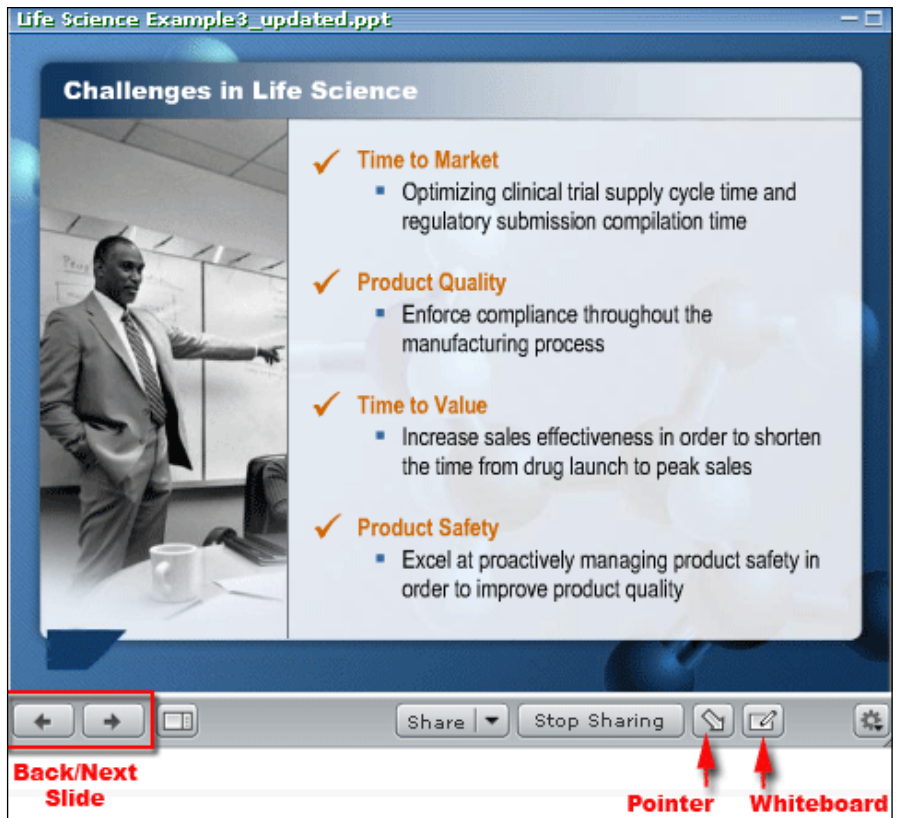 Life Science Example3_updated.ppt
Challenges in Life Science
✓ Time to Market
▪ Optimizing clinical trial supply cycle time and
regulatory submission compilation time
✓ Product Quality
▪ Enforce compliance throughout the
manufacturing process
✓ Time to Value
▪ Increase sales effectiveness in order to shorten
the time from drug launch to peak sales
✓ Product Safety
▪ Excel at proactively managing product safety in
order to improve product quality
Share Stop Sharing
Back/Next
Slide
Pointer Whiteboard